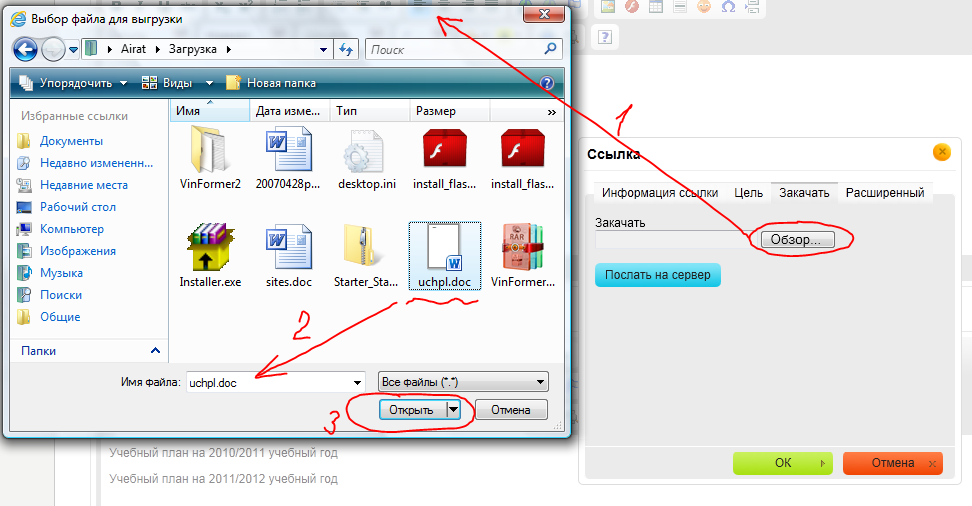 Выбор файла для выгрузки
Airat
Загрузка
Поиск
Упорядочить
Виды
Новая папка
Избранные ссылки
Документы
Недавно измененн...
Недавние места
Рабочий стол
Компьютер
Изображения
Музыка
Поиски
Общие
Папки
Имя
Дата изме...
Тип
Размер
»
VinFormer2
20070428p...
desktop.ini
install_flas...
install_flas...
Installer.exe
sites.doc
Starter_Sta...
uchpl.doc
VinFormer...
Имя файла:
uchpl.doc
Все файлы (*.*)
Открыть
Отмена
1
2
3
Ссылка
Информация ссылки
Цель
Закачать
Расширенный
Закачать
Обзор...
Послать на сервер
ОК
Отмена
Учебный план на 2010/2011 учебный год
Учебный план на 2011/2012 учебный год